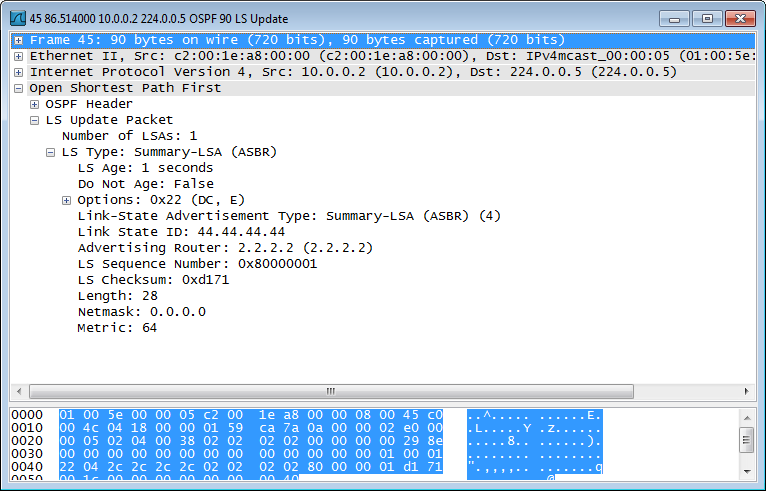 45 86.514000 10.0.0.2 224.0.0.5 OSPF 90 LS Update
Frame 45: 90 bytes on wire (720 bits), 90 bytes captured (720 bits)
Ethernet II, Src: c2:00:1e:a8:00:00 (c2:00:1e:a8:00:00), Dst: IPv4mcast_00:00:05 (01:00:5e:
Internet Protocol Version 4, Src: 10.0.0.2 (10.0.0.2), Dst: 224.0.0.5 (224.0.0.5)
Open Shortest Path First
OSPF Header
LS Update Packet
Number of LSAs: 1
LS Type: Summary-LSA (ASBR)
LS Age: 1 seconds
Do Not Age: False
Options: 0x22 (DC, E)
Link-State Advertisement Type: Summary-LSA (ASBR) (4)
Link State ID: 44.44.44.44
Advertising Router: 2.2.2.2 (2.2.2.2)
LS Sequence Number: 0x80000001
LS Checksum: 0xd171
Length: 28
Netmask: 0.0.0.0
Metric: 64
0000 01 00 5e 00 00 05 c2 00 1e a8 00 00 08 00 45 c0 ..^..... ......E.
0010 00 4c 04 18 00 00 01 59 ca 7a 0a 00 00 02 e0 00 .L.....Y .z......
0020 00 05 02 04 00 38 02 02 02 02 00 00 00 00 29 8e .....8.. ......).
0030 00 00 00 00 00 00 00 00 00 00 00 00 00 01 00 01 ........ ........
0040 22 04 2c 2c 2c 2c 02 02 02 02 80 00 00 01 d1 71 ".,,,,.. .......q
0050 00 1c 00 00 00 00 00 00 00 40 ........ .@